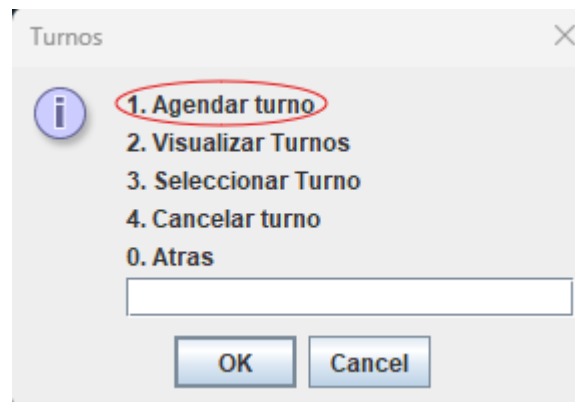 Turnos
1. Agendar turno
2. Visualizar Turnos
3. Seleccionar Turno
4. Cancelar turno
0. Atras
OK Cancel